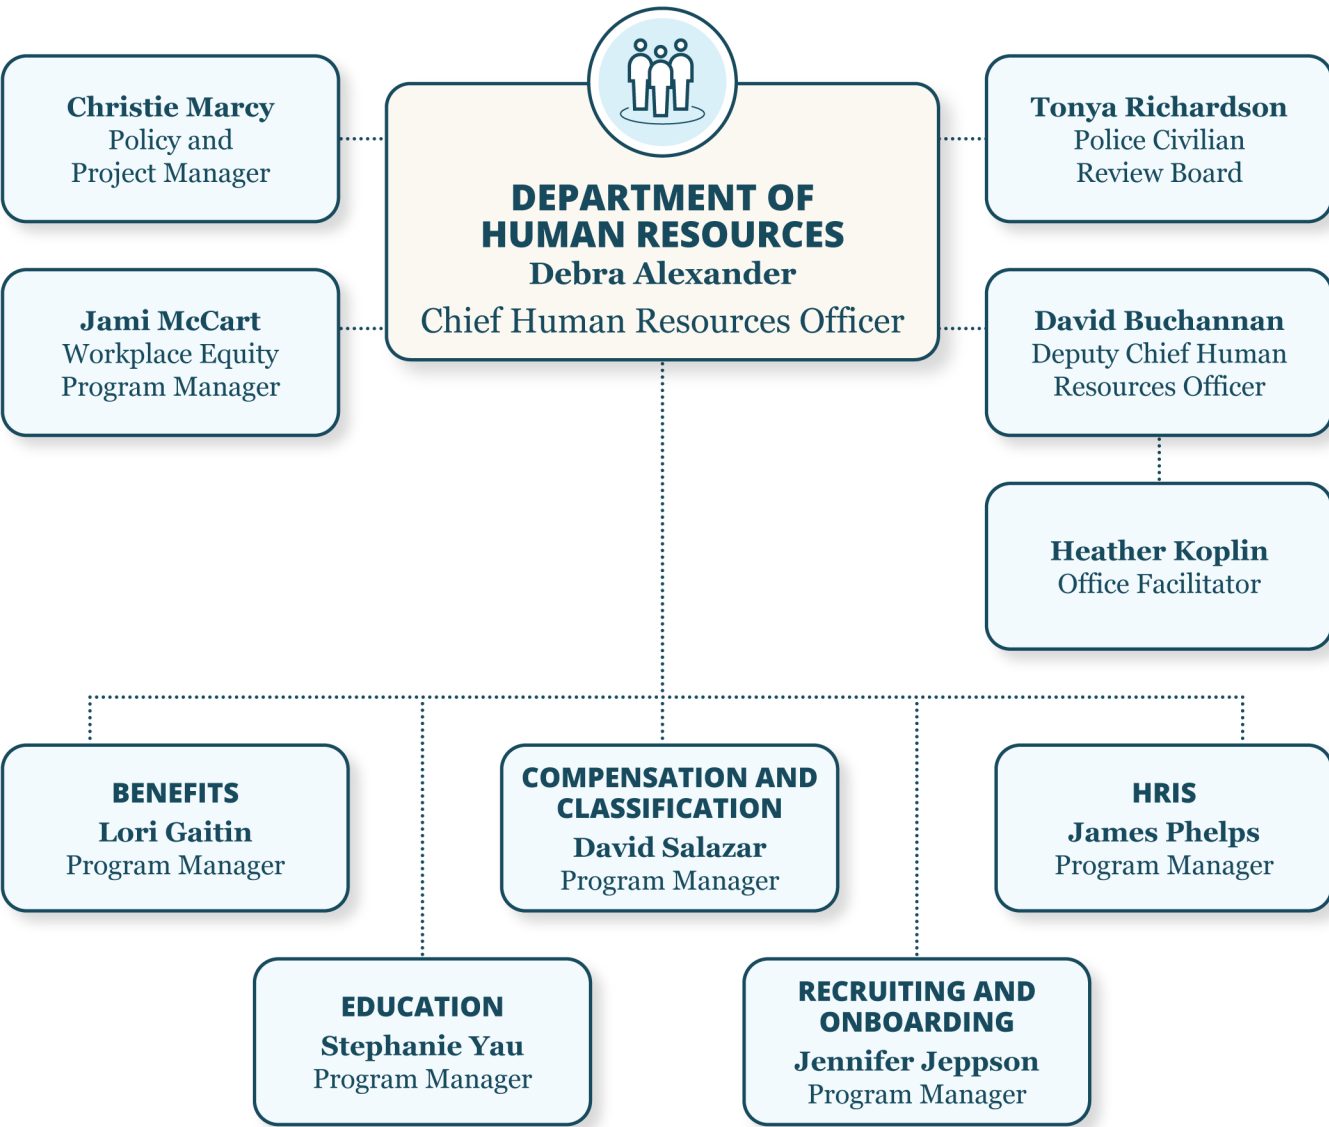 Christie Marcy
Policy and
Project Manager
DEPARTMENT OF
HUMAN RESOURCES
Debra Alexander
Chief Human Resources Officer
Tonya Richardson
Police Civilian
Review Board
Jami McCart
Workplace Equity
Program Manager
David Buchannan
Deputy Chief Human
Resources Officer
Heather Koplin
Office Facilitator
BENEFITS
Lori Gaitin
Program Manager
COMPENSATION AND
CLASSIFICATION
David Salazar
Program Manager
HRIS
James Phelps
Program Manager
EDUCATION
Stephanie Yau
Program Manager
RECRUITING AND
ONBOARDING
Jennifer Jeppson
Program Manager